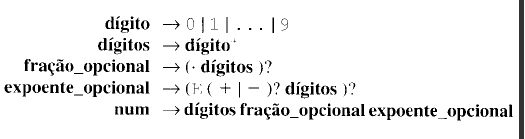 dígito → 0 | 1 | . . . | 9
dígitos → dígito⁺
fração_opcional → (· dígitos )?
expoente_opcional → (E ( + | − )? dígitos )?
num → dígitos fração_opcional expoente_opcional